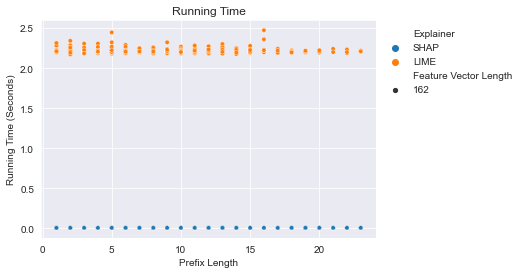 Running Time
Running Time (Seconds)
2.5
2.0
1.5
1.0
0.5
0.0
0
5
10
15
20
Prefix Length
Explainer
SHAP
LIME
Feature Vector Length
162